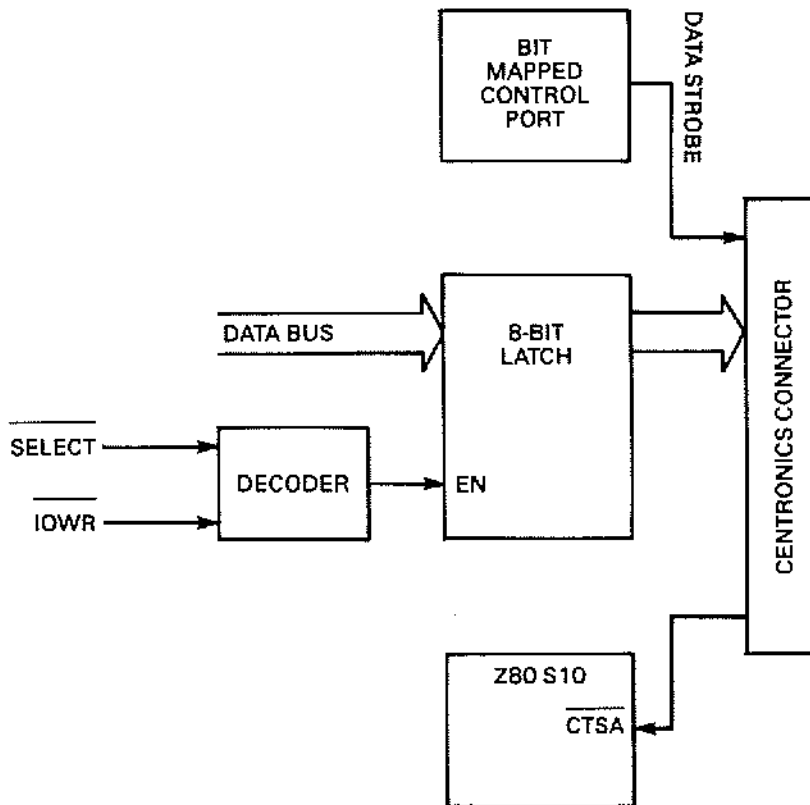 BIT
MAPPED
CONTROL
PORT
DATA STROBE
DATA BUS
8-BIT
LATCH
SELECT
DECODER
EN
IOWR
CENTRONICS CONNECTOR
Z80 S10
CTSA